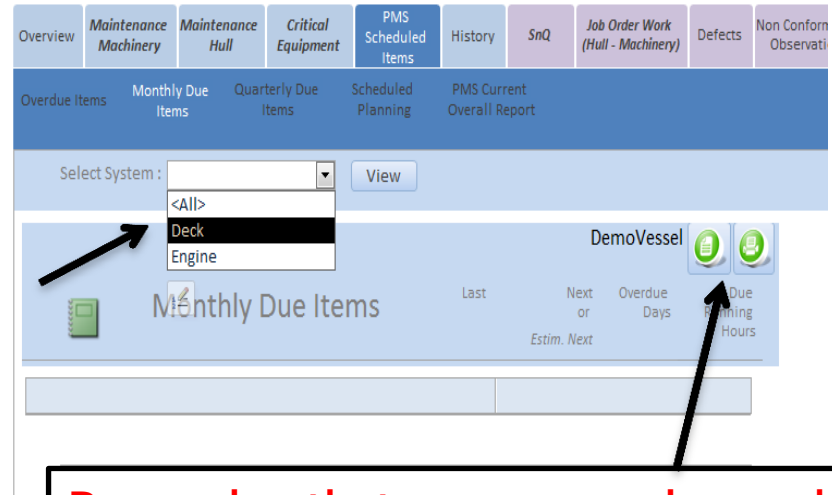 Overview Maintenance Machinery Maintenance Hull Critical Equipment PMS Scheduled Items History SnQ Job Order Work (Hull - Machinery) Defects Non Conform Observati
Overdue Items Monthly Due Items Quarterly Due Items Scheduled Planning PMS Current Overall Report
Select System : View
<All>
Deck
Engine
DemoVessel
Monthly Due Items
Last Next or Estim. Next Overdue Days Due Running Hours